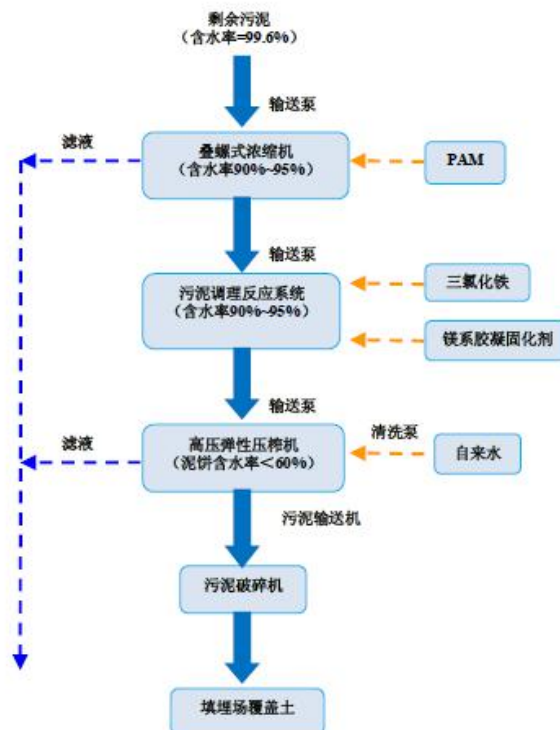 剩余污泥
（含水率=99.6%）
输送泵
滤液
叠螺式浓缩机
（含水率90%~95%）
PAM
输送泵
三氯化铁
污泥调理反应系统
（含水率90%~95%）
镁系胶凝固化剂
输送泵
滤液
高压弹性压榨机
（泥饼含水率＜60%）
清洗泵
自来水
污泥输送机
污泥破碎机
填埋场覆盖土